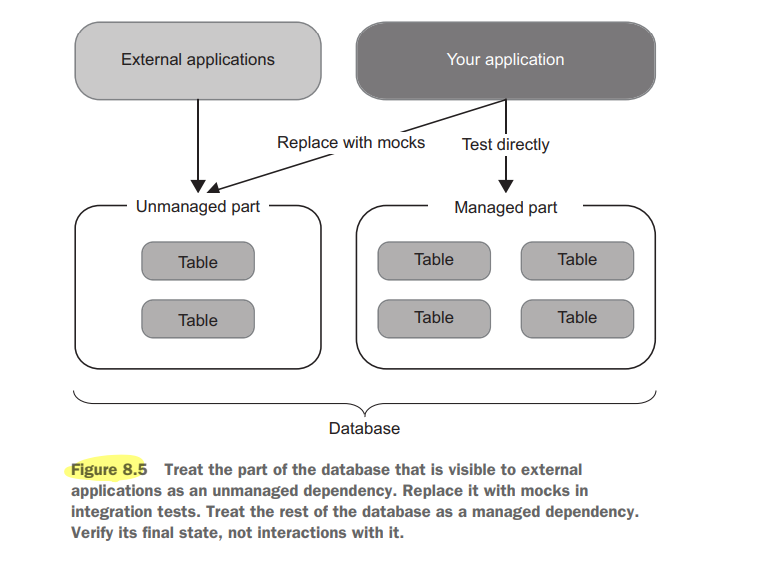 External applications
Your application
Replace with mocks
Test directly
Unmanaged part
Managed part
Table
Table
Table
Table
Table
Table
Database
Figure 8.5 Treat the part of the database that is visible to external
applications as an unmanaged dependency. Replace it with mocks in
integration tests. Treat the rest of the database as a managed dependency.
Verify its final state, not interactions with it.